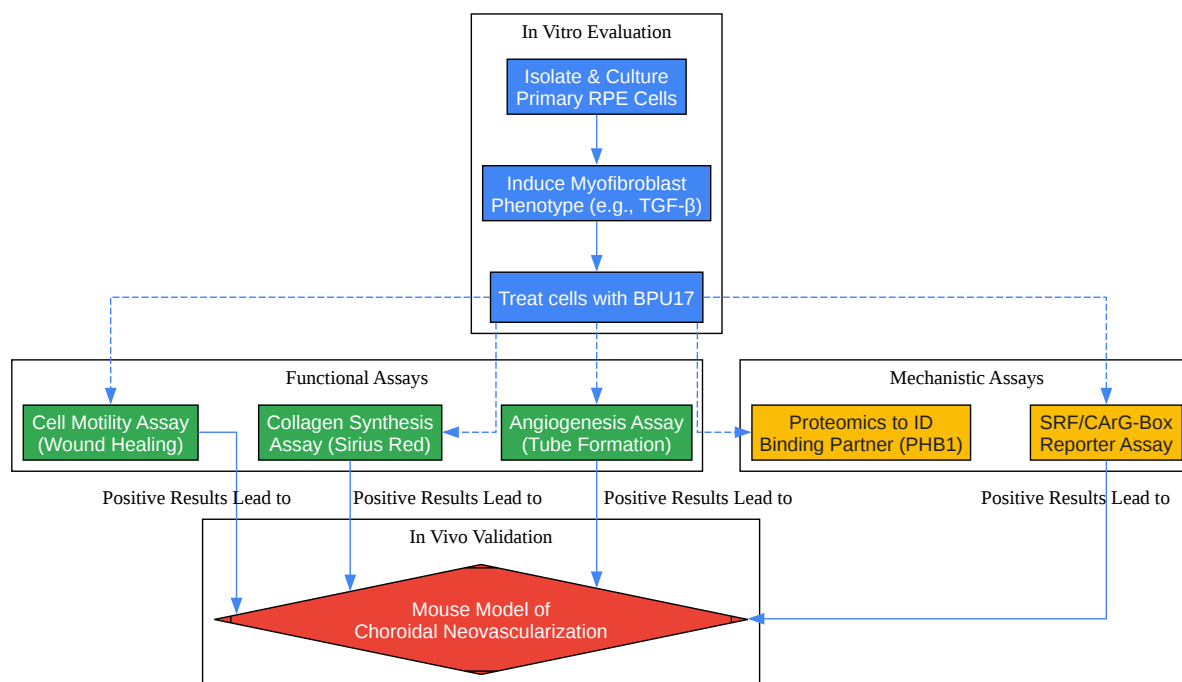 In Vitro Evaluation
Isolate & Culture
Primary RPE Cells
Induce Myofibroblast
Phenotype (e.g., TGF-β)
Treat cells with BPU17
Functional Assays
Mechanistic Assays
Cell Motility Assay
(Wound Healing)
Collagen Synthesis
Assay (Sirius Red)
Angiogenesis Assay
(Tube Formation)
Proteomics to ID
Binding Partner (PHB1)
SRF/CArG-Box
Reporter Assay
Positive Results Lead to
Positive Results Lead to
Positive Results Lead to
Positive Results Lead to
In Vivo Validation
Mouse Model of
Choroidal Neovascularization